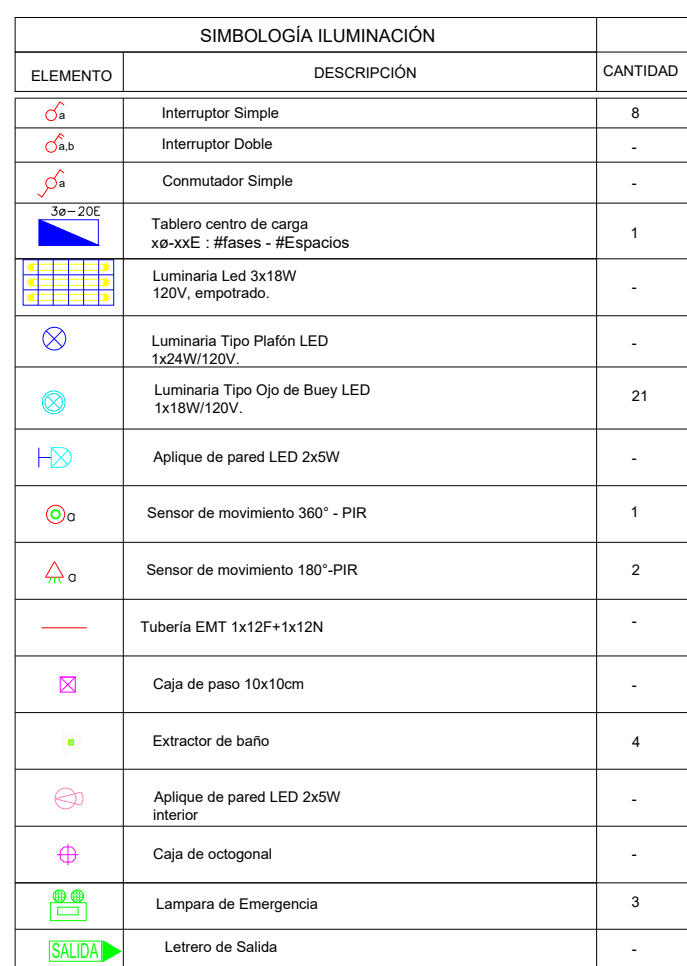 SIMBOLOGÍA ILUMINACIÓN
ELEMENTO DESCRIPCIÓN CANTIDAD
a Interruptor Simple 8
a,b Interruptor Doble -
a Conmutador Simple -
3ø-20E
Tablero centro de carga
xø-xxE : #fases - #Espacios
1
Luminaria Led 3x18W
120V, empotrado.
-
Luminaria Tipo Plafón LED
1x24W/120V.
-
Luminaria Tipo Ojo de Buey LED
1x18W/120V.
21
Aplique de pared LED 2x5W -
a Sensor de movimiento 360° - PIR 1
a Sensor de movimiento 180°-PIR 2
Tubería EMT 1x12F+1x12N -
Caja de paso 10x10cm -
Extractor de baño 4
Aplique de pared LED 2x5W
interior
-
Caja de octogonal -
Lampara de Emergencia 3
SALIDA Letrero de Salida -